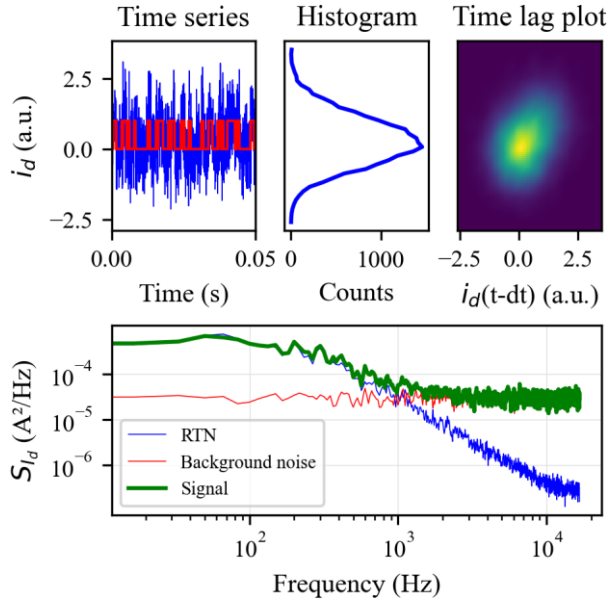 Time series Histogram Time lag plot
i_d (a.u.)
2.5
0.0
−2.5
0.00 0.05
0 1000
−2.5 0.0 2.5
Time (s) Counts i_d(t-dt) (a.u.)
S_{I_d} (A²/Hz)
10⁻⁴
10⁻⁵
10⁻⁶
RTN
Background noise
Signal
10² 10³ 10⁴
Frequency (Hz)